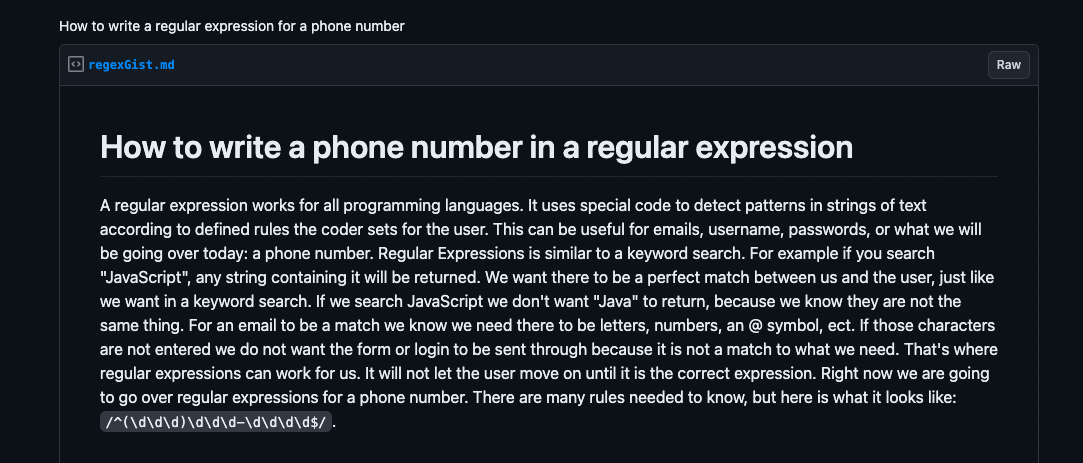 How to write a regular expression for a phone number
regexGist.md
Raw
How to write a phone number in a regular expression
A regular expression works for all programming languages. It uses special code to detect patterns in strings of text
according to defined rules the coder sets for the user. This can be useful for emails, username, passwords, or what we will
be going over today: a phone number. Regular Expressions is similar to a keyword search. For example if you search
"JavaScript", any string containing it will be returned. We want there to be a perfect match between us and the user, just like
we want in a keyword search. If we search JavaScript we don't want "Java" to return, because we know they are not the
same thing. For an email to be a match we know we need there to be letters, numbers, an @ symbol, ect. If those characters
are not entered we do not want the form or login to be sent through because it is not a match to what we need. That's where
regular expressions can work for us. It will not let the user move on until it is the correct expression. Right now we are going
to go over regular expressions for a phone number. There are many rules needed to know, but here is what it looks like:
/^(\d\d\d)\d\d\d-\d\d\d\d$/ .